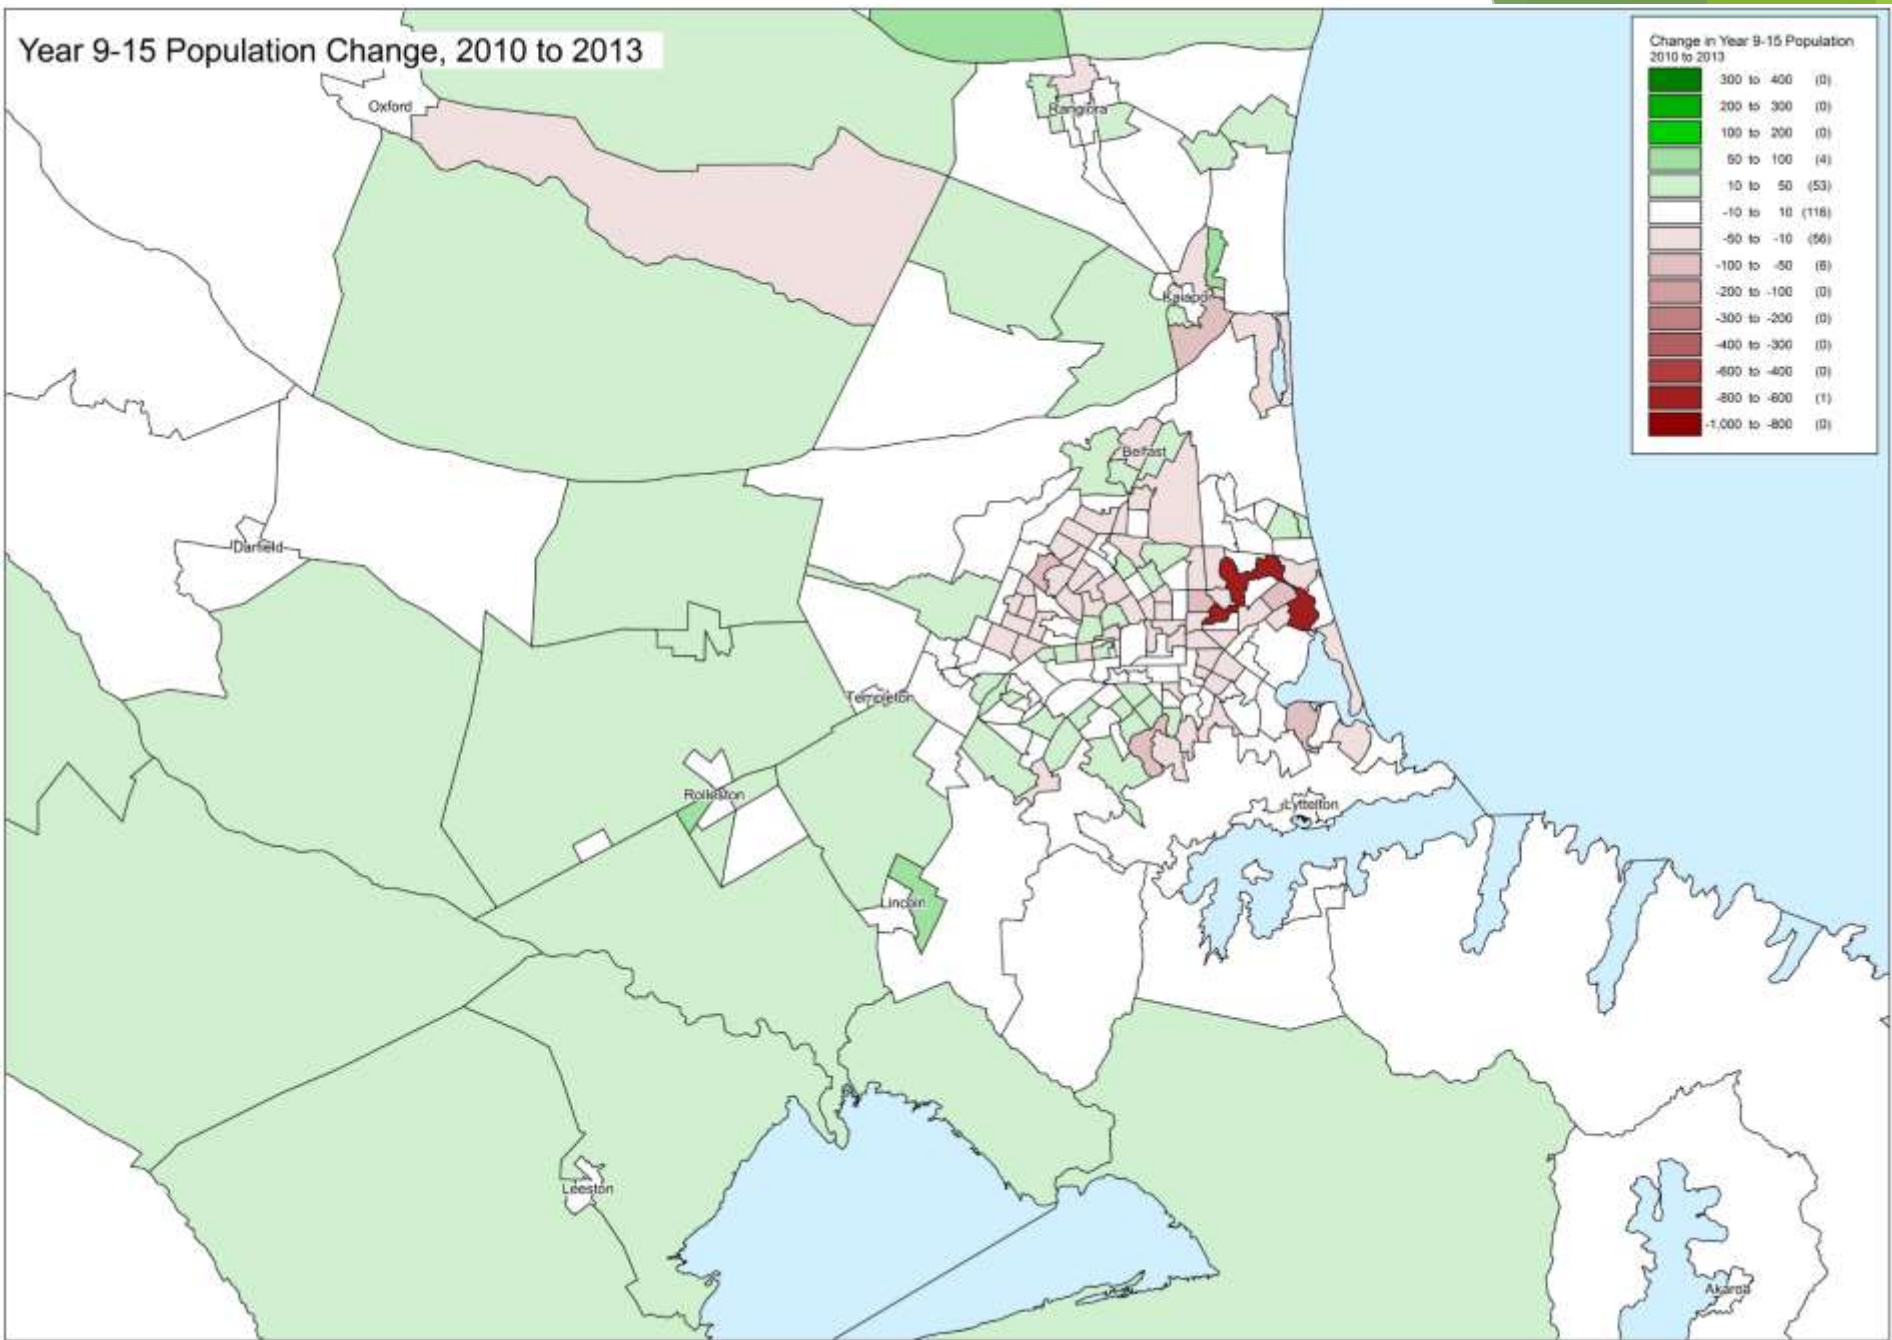 Year 9-15 Population Change, 2010 to 2013
Change in Year 9-15 Population
2010 to 2013
300 to 400 (0)
200 to 300 (0)
100 to 200 (0)
50 to 100 (4)
10 to 50 (53)
-10 to 10 (116)
-50 to -10 (56)
-100 to -50 (6)
-200 to -100 (0)
-300 to -200 (0)
-400 to -300 (0)
-600 to -400 (0)
-800 to -600 (1)
-1,000 to -800 (0)
Oxford
Rangiora
Kaiapoi
Belfast
Darfield
Templeton
Rolleston
Lyttelton
Lincoln
Leeston
Akaroa